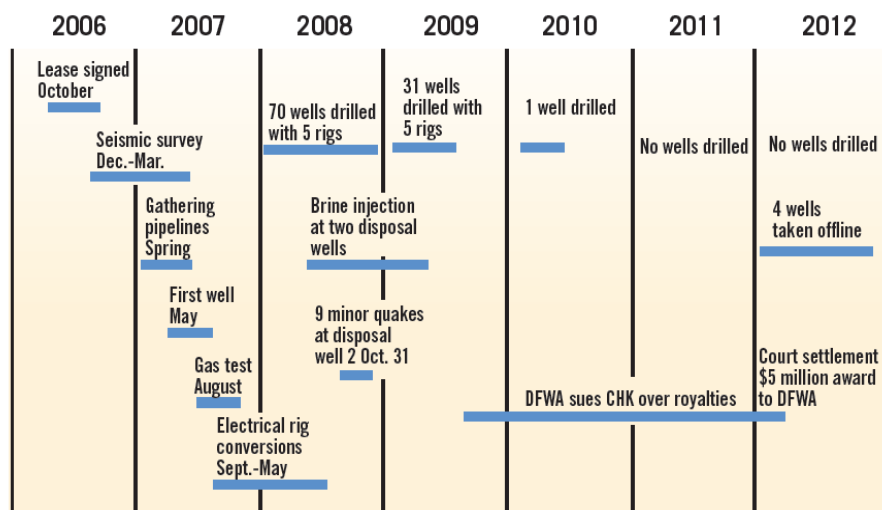 2006 2007 2008 2009 2010 2011 2012
Lease signed
October
Seismic survey
Dec.-Mar.
Gathering
pipelines
Spring
First well
May
Gas test
August
Electrical rig
conversions
Sept.-May
70 wells drilled
with 5 rigs
Brine injection
at two disposal
wells
9 minor quakes
at disposal
well 2 Oct. 31
31 wells
drilled with
5 rigs
1 well drilled
No wells drilled
No wells drilled
4 wells
taken offline
DFWA sues CHK over royalties
Court settlement
$5 million award
to DFWA